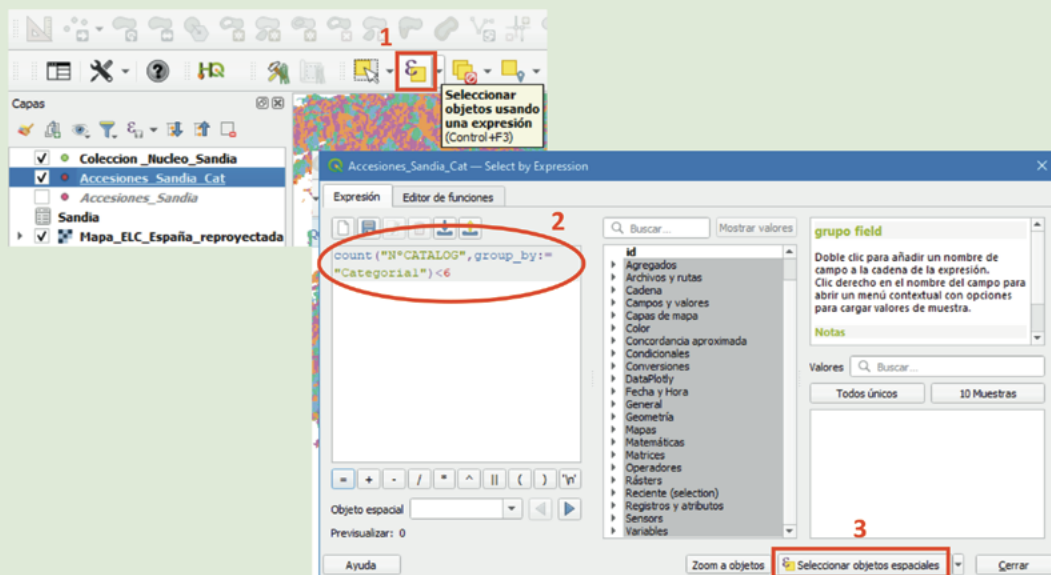 1
Seleccionar
objetos usando
una expresión
(Control+F3)
Capas
Coleccion _Nucleo_Sandia
Accesiones_Sandia_Cat
Accesiones_Sandia
Sandia
Mapa_ELC_España_reproyectada
Accesiones_Sandia_Cat — Select by Expression
Expresión
Editor de funciones
2
count("NºCATALOG",group_by:=
"Categorial")<6
= + - / * ^ || ( ) '\n'
Objeto espacial
Previsualizar: 0
Ayuda
Buscar...
Mostrar valores
id
Agregados
Archivos y rutas
Cadena
Campos y valores
Capas de mapa
Color
Concordancia aproximada
Condicionales
Conversiones
DataPlotly
Fecha y Hora
General
Geometría
Mapas
Matemáticas
Matrices
Operadores
Rásters
Reciente (selection)
Registros y atributos
Sensors
Variables
grupo field
Doble clic para añadir un nombre de
campo a la cadena de la expresión.
Clic derecho en el nombre del campo para
abrir un menú contextual con opciones
para cargar valores de muestra.
Notas
Valores
Buscar...
Todos únicos
10 Muestras
3
Zoom a objetos
Seleccionar objetos espaciales
Cerrar